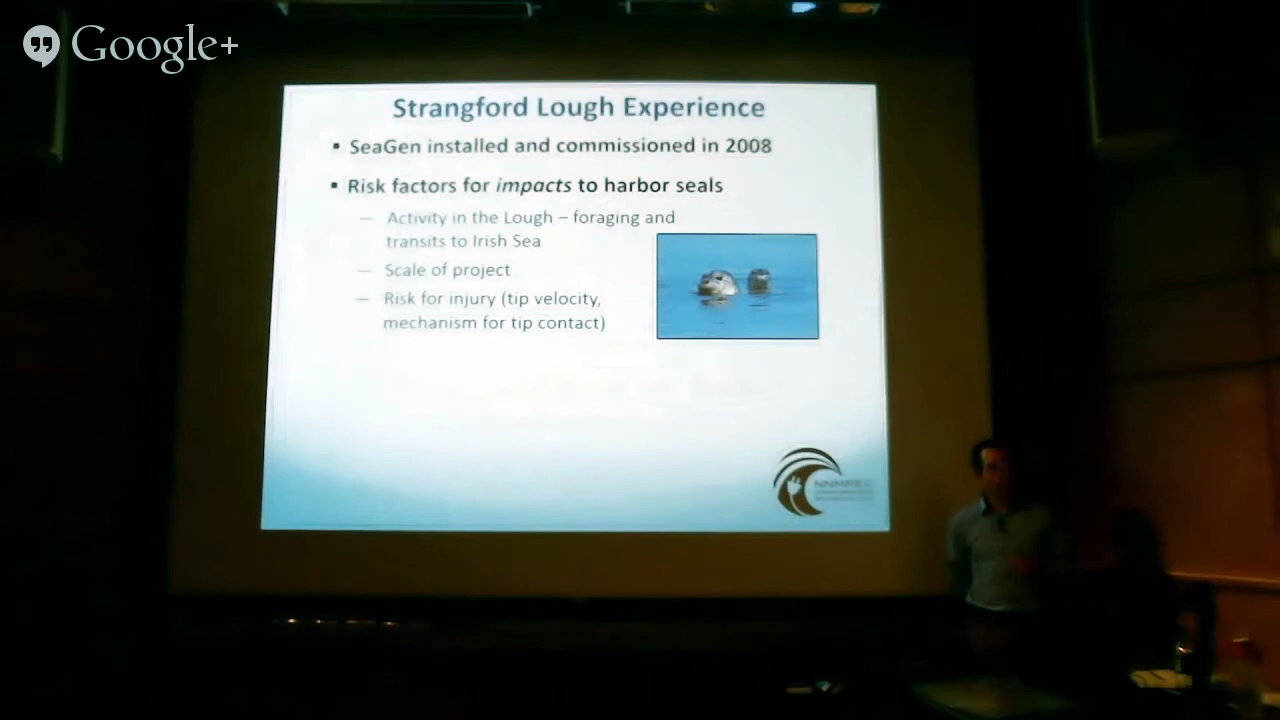 Google+
Strangford Lough Experience
▪ SeaGen installed and commissioned in 2008
▪ Risk factors for impacts to harbor seals
– Activity in the Lough – foraging and
transits to Irish Sea
– Scale of project
– Risk for injury (tip velocity,
mechanism for tip contact)
NNMREC